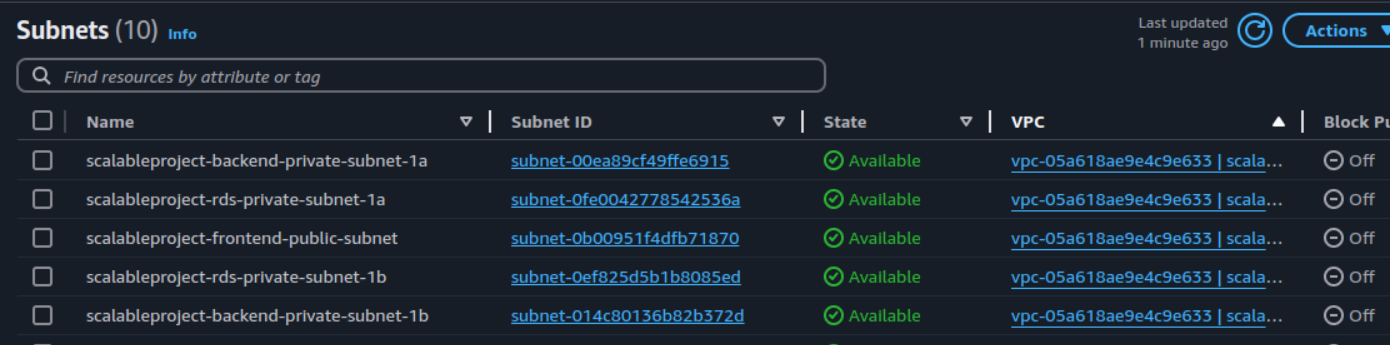 Subnets (10) Info
Last updated
1 minute ago
Actions
Find resources by attribute or tag
Name Subnet ID State VPC Block Pu
scalableproject-backend-private-subnet-1a subnet-00ea89cf49ffe6915 Available vpc-05a618ae9e4c9e633 | scala... Off
scalableproject-rds-private-subnet-1a subnet-0fe0042778542536a Available vpc-05a618ae9e4c9e633 | scala... Off
scalableproject-frontend-public-subnet subnet-0b00951f4dfb71870 Available vpc-05a618ae9e4c9e633 | scala... Off
scalableproject-rds-private-subnet-1b subnet-0ef825d5b1b8085ed Available vpc-05a618ae9e4c9e633 | scala... Off
scalableproject-backend-private-subnet-1b subnet-014c80136b82b372d Available vpc-05a618ae9e4c9e633 | scala... Off